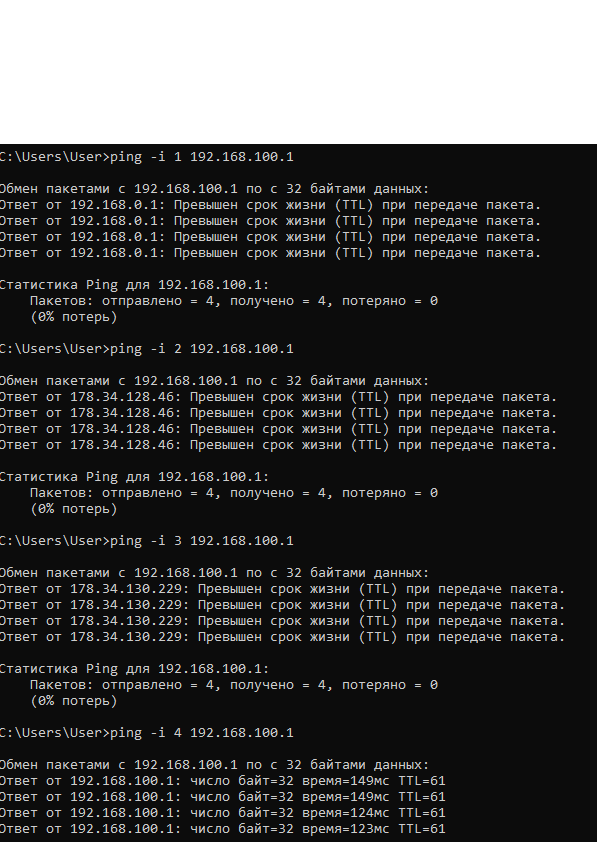 C:\Users\User>ping -i 1 192.168.100.1
Обмен пакетами с 192.168.100.1 по с 32 байтами данных:
Ответ от 192.168.0.1: Превышен срок жизни (TTL) при передаче пакета.
Ответ от 192.168.0.1: Превышен срок жизни (TTL) при передаче пакета.
Ответ от 192.168.0.1: Превышен срок жизни (TTL) при передаче пакета.
Ответ от 192.168.0.1: Превышен срок жизни (TTL) при передаче пакета.
Статистика Ping для 192.168.100.1:
Пакетов: отправлено = 4, получено = 4, потеряно = 0
(0% потерь)
C:\Users\User>ping -i 2 192.168.100.1
Обмен пакетами с 192.168.100.1 по с 32 байтами данных:
Ответ от 178.34.128.46: Превышен срок жизни (TTL) при передаче пакета.
Ответ от 178.34.128.46: Превышен срок жизни (TTL) при передаче пакета.
Ответ от 178.34.128.46: Превышен срок жизни (TTL) при передаче пакета.
Ответ от 178.34.128.46: Превышен срок жизни (TTL) при передаче пакета.
Статистика Ping для 192.168.100.1:
Пакетов: отправлено = 4, получено = 4, потеряно = 0
(0% потерь)
C:\Users\User>ping -i 3 192.168.100.1
Обмен пакетами с 192.168.100.1 по с 32 байтами данных:
Ответ от 178.34.130.229: Превышен срок жизни (TTL) при передаче пакета.
Ответ от 178.34.130.229: Превышен срок жизни (TTL) при передаче пакета.
Ответ от 178.34.130.229: Превышен срок жизни (TTL) при передаче пакета.
Ответ от 178.34.130.229: Превышен срок жизни (TTL) при передаче пакета.
Статистика Ping для 192.168.100.1:
Пакетов: отправлено = 4, получено = 4, потеряно = 0
(0% потерь)
C:\Users\User>ping -i 4 192.168.100.1
Обмен пакетами с 192.168.100.1 по с 32 байтами данных:
Ответ от 192.168.100.1: число байт=32 время=149мс TTL=61
Ответ от 192.168.100.1: число байт=32 время=149мс TTL=61
Ответ от 192.168.100.1: число байт=32 время=124мс TTL=61
Ответ от 192.168.100.1: число байт=32 время=123мс TTL=61